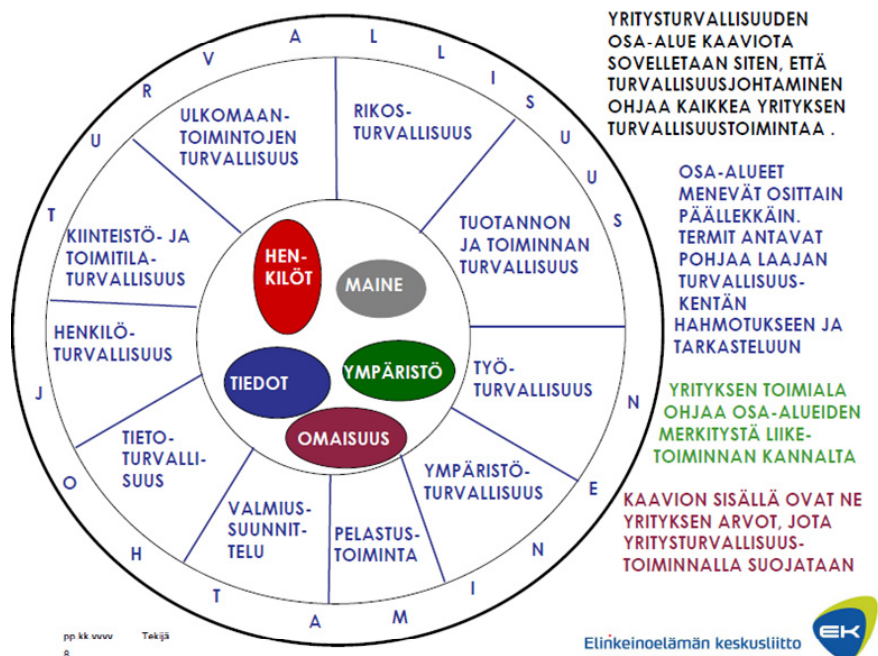 TURVALLISUUSJOHTAMINEN
ULKOMAAN-
TOIMINTOJEN
TURVALLISUUS
RIKOS-
TURVALLISUUS
TUOTANNON
JA TOIMINNAN
TURVALLISUUS
TYÖ-
TURVALLISUUS
YMPÄRISTÖ-
TURVALLISUUS
PELASTUS-
TOIMINTA
VALMIUS-
SUUNNIT-
TELU
TIETO-
TURVALLI-
SUUS
HENKILÖ-
TURVALLISUUS
KIINTEISTÖ- JA
TOIMITILA-
TURVALLISUUS
HEN-
KILÖT
MAINE
TIEDOT
YMPÄRISTÖ
OMAISUUS
YRITYSTURVALLISUUDEN
OSA-ALUE KAAVIOTA
SOVELLETAAN SITEN, ETTÄ
TURVALLISUUSJOHTAMINEN
OHJAA KAIKKEA YRITYKSEN
TURVALLISUUSTOIMINTAA .
OSA-ALUEET
MENEVÄT OSITTAIN
PÄÄLLEKKÄIN.
TERMIT ANTAVAT
POHJAA LAAJAN
TURVALLISUUS-
KENTÄN
HAHMOTUKSEEN JA
TARKASTELUUN
YRITYKSEN TOIMIALA
OHJAA OSA-ALUEIDEN
MERKITYSTÄ LIIKE-
TOIMINNAN KANNALTA
KAAVION SISÄLLÄ OVAT NE
YRITYKSEN ARVOT, JOTA
YRITYSTURVALLISUUS-
TOIMINNALLA SUOJATAAN
pp.kk.vvvv Tekijä
8
Elinkeinoelämän keskusliitto
EK